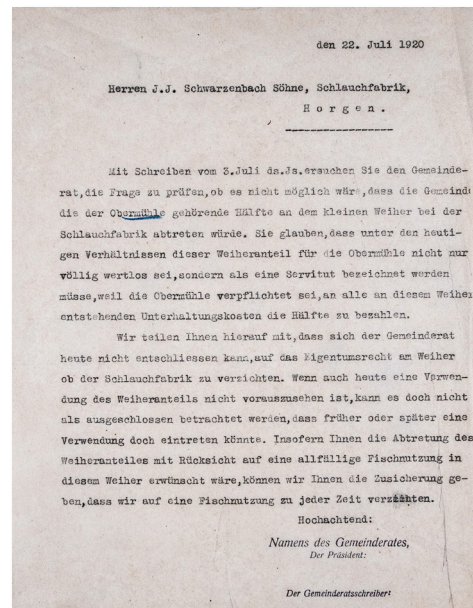 den 22. Juli 1920
Herren J.J. Schwarzenbach Söhne, Schlauchfabrik,
H o r g e n .
Mit Schreiben vom 3.Juli ds.Js.ersuchen Sie den Gemeinde-
rat,die Frage zu prüfen,ob es nicht möglich wäre,dass die Gemeinde
die der Obermühle gehörende Hälfte an dem kleinen Weiher bei der
Schlauchfabrik abtreten würde. Sie glauben,dass unter den heuti-
gen Verhältnissen dieser Weiheranteil für die Obermühle nicht nur
völlig wertlos sei,sondern als eine Servitut bezeichnet werden
müsse,weil die Obermühle verpflichtet sei,an alle an diesem Weiher
entstehenden Unterhaltungskosten die Hälfte zu bezahlen.
Wir teilen Ihnen hierauf mit,dass sich der Gemeinderat
heute nicht entschliessen kann,auf das Eigentumsrecht am Weiher
ob der Schlauchfabrik zu verzichten. Wenn auch heute eine Verwen-
dung des Weiheranteils nicht vorauszusehen ist,kann es doch nicht
als ausgeschlossen betrachtet werden,dass früher oder später eine
Verwendung doch eintreten könnte. Insofern Ihnen die Abtretung des
Weiheranteiles mit Rücksicht auf eine allfällige Fischnutzung in
diesem Weiher erwünscht wäre,können wir Ihnen die Zusicherung ge-
ben,dass wir auf eine Fischnutzung zu jeder Zeit verzichten.
Hochachtend:
Namens des Gemeinderates,
Der Präsident:
Der Gemeinderatsschreiber: